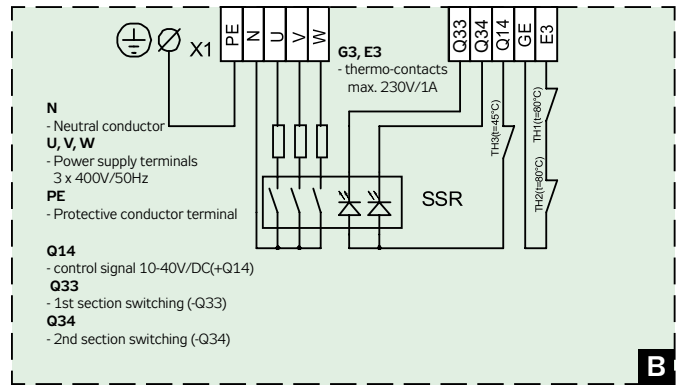 X1
PE
N
U
V
W
Q33
Q34
Q14
GE
E3
G3, E3
- thermo-contacts
max. 230V/1A
TH3(t=45°C)
TH1(t=80°C)
TH2(t=80°C)
N
- Neutral conductor
U, V, W
- Power supply terminals
3 x 400V/50Hz
PE
- Protective conductor terminal
SSR
Q14
- control signal 10-40V/DC(+Q14)
Q33
- 1st section switching (-Q33)
Q34
- 2nd section switching (-Q34)
B